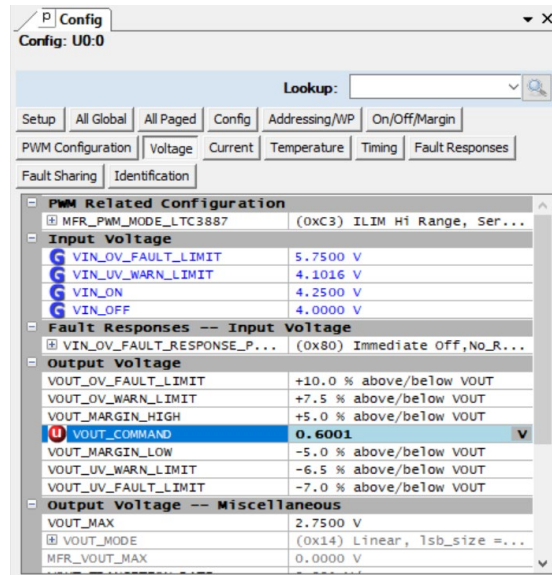 Config
Config: U0:0
Lookup:
Setup All Global All Paged Config Addressing/WP On/Off/Margin
PWM Configuration Voltage Current Temperature Timing Fault Responses
Fault Sharing Identification
PWM Related Configuration
MFR_PWM_MODE_LTC3887 (0xC3) ILIM Hi Range, Ser...
Input Voltage
G VIN_OV_FAULT_LIMIT 5.7500 V
G VIN_UV_WARN_LIMIT 4.1016 V
G VIN_ON 4.2500 V
G VIN_OFF 4.0000 V
Fault Responses -- Input Voltage
VIN_OV_FAULT_RESPONSE_P... (0x80) Immediate Off,No_R...
Output Voltage
VOUT_OV_FAULT_LIMIT +10.0 % above/below VOUT
VOUT_OV_WARN_LIMIT +7.5 % above/below VOUT
VOUT_MARGIN_HIGH +5.0 % above/below VOUT
U VOUT_COMMAND 0.6001 V
VOUT_MARGIN_LOW -5.0 % above/below VOUT
VOUT_UV_WARN_LIMIT -6.5 % above/below VOUT
VOUT_UV_FAULT_LIMIT -7.0 % above/below VOUT
Output Voltage -- Miscellaneous
VOUT_MAX 2.7500 V
VOUT_MODE (0x14) Linear, lsb_size =...
MFR_VOUT_MAX 0.0000 V